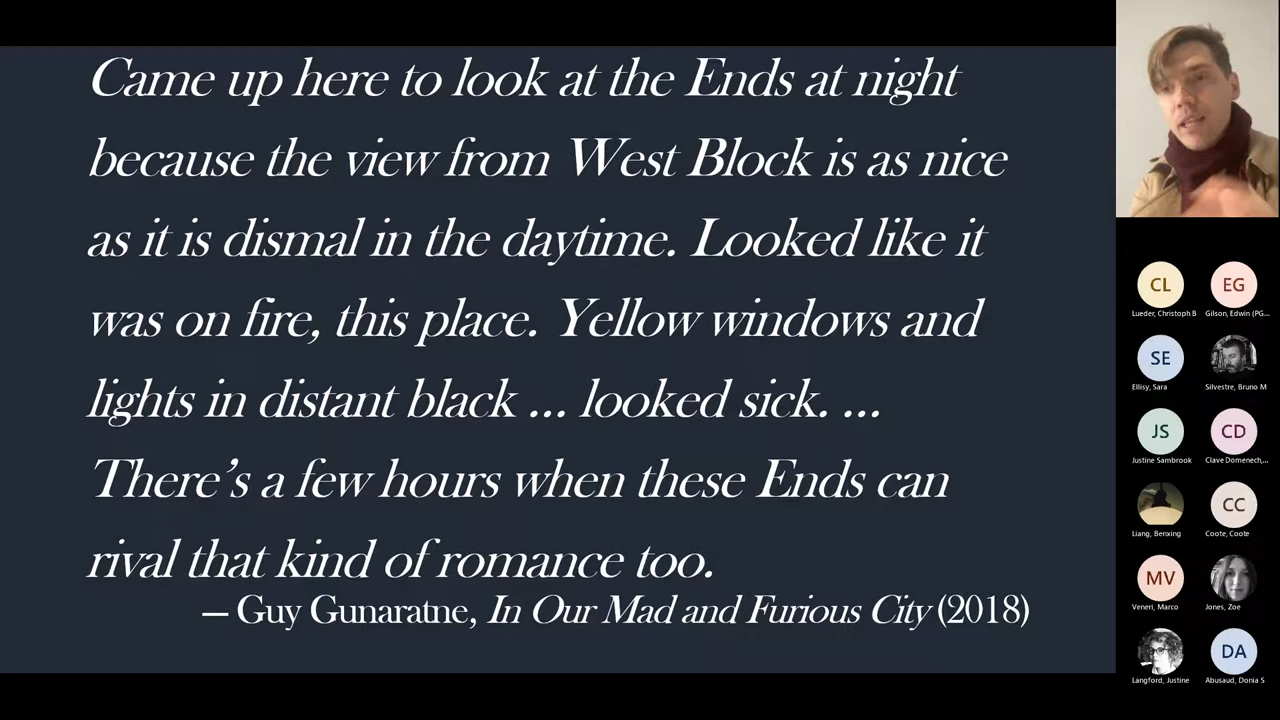 Came up here to look at the Ends at night
because the view from West Block is as nice
as it is dismal in the daytime. Looked like it
was on fire, this place. Yellow windows and
lights in distant black ... looked sick. ...
There's a few hours when these Ends can
rival that kind of romance too.
— Guy Gunaratne, In Our Mad and Furious City (2018)
CL
EG
Lueder, Christoph B
Gilson, Edwin (PG...
SE
Ellisy, Sara
Silvestre, Bruno M
JS
CD
Justine Sambrook
Clave Domenech,...
CC
Liang, Benxing
Coote, Coote
MV
Veneri, Marco
Jones, Zoe
DA
Langford, Justine
Abusaud, Donia S